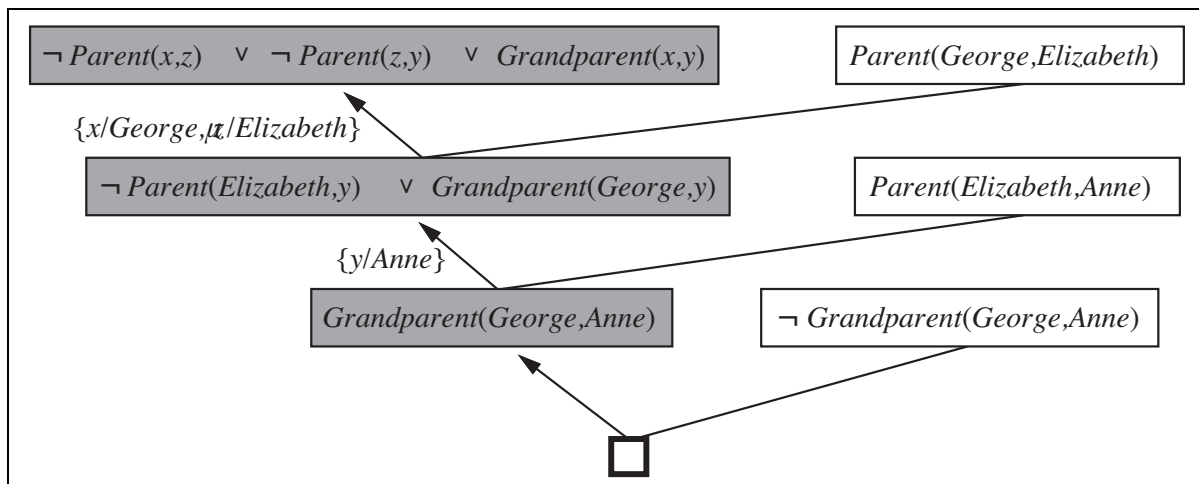 ¬ Parent(x,z) ∨ ¬ Parent(z,y) ∨ Grandparent(x,y) Parent(George,Elizabeth)
{x/George, z/Elizabeth}
¬ Parent(Elizabeth,y) ∨ Grandparent(George,y) Parent(Elizabeth,Anne)
{y/Anne}
Grandparent(George,Anne) ¬ Grandparent(George,Anne)